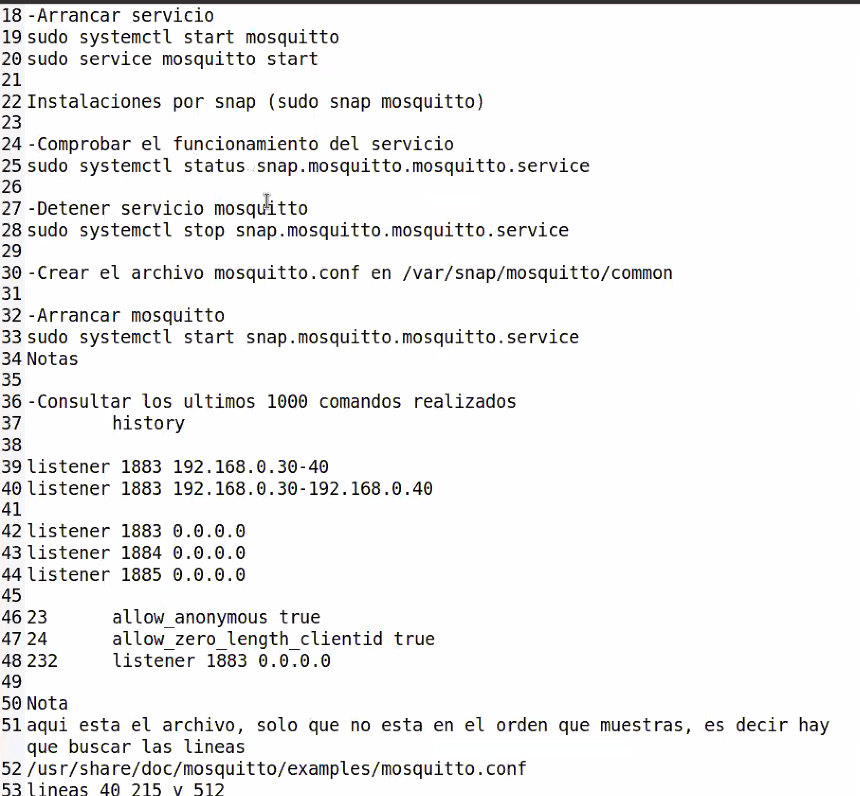 18 -Arrancar servicio
19 sudo systemctl start mosquitto
20 sudo service mosquitto start
21
22 Instalaciones por snap (sudo snap mosquitto)
23
24 -Comprobar el funcionamiento del servicio
25 sudo systemctl status snap.mosquitto.mosquitto.service
26
27 -Detener servicio mosquitto
28 sudo systemctl stop snap.mosquitto.mosquitto.service
29
30 -Crear el archivo mosquitto.conf en /var/snap/mosquitto/common
31
32 -Arrancar mosquitto
33 sudo systemctl start snap.mosquitto.mosquitto.service
34 Notas
35
36 -Consultar los ultimos 1000 comandos realizados
37 history
38
39 listener 1883 192.168.0.30-40
40 listener 1883 192.168.0.30-192.168.0.40
41
42 listener 1883 0.0.0.0
43 listener 1884 0.0.0.0
44 listener 1885 0.0.0.0
45
46 23 allow_anonymous true
47 24 allow_zero_length_clientid true
48 232 listener 1883 0.0.0.0
49
50 Nota
51 aqui esta el archivo, solo que no esta en el orden que muestras, es decir hay
que buscar las lineas
52 /usr/share/doc/mosquitto/examples/mosquitto.conf
53 lineas 40 215 y 512